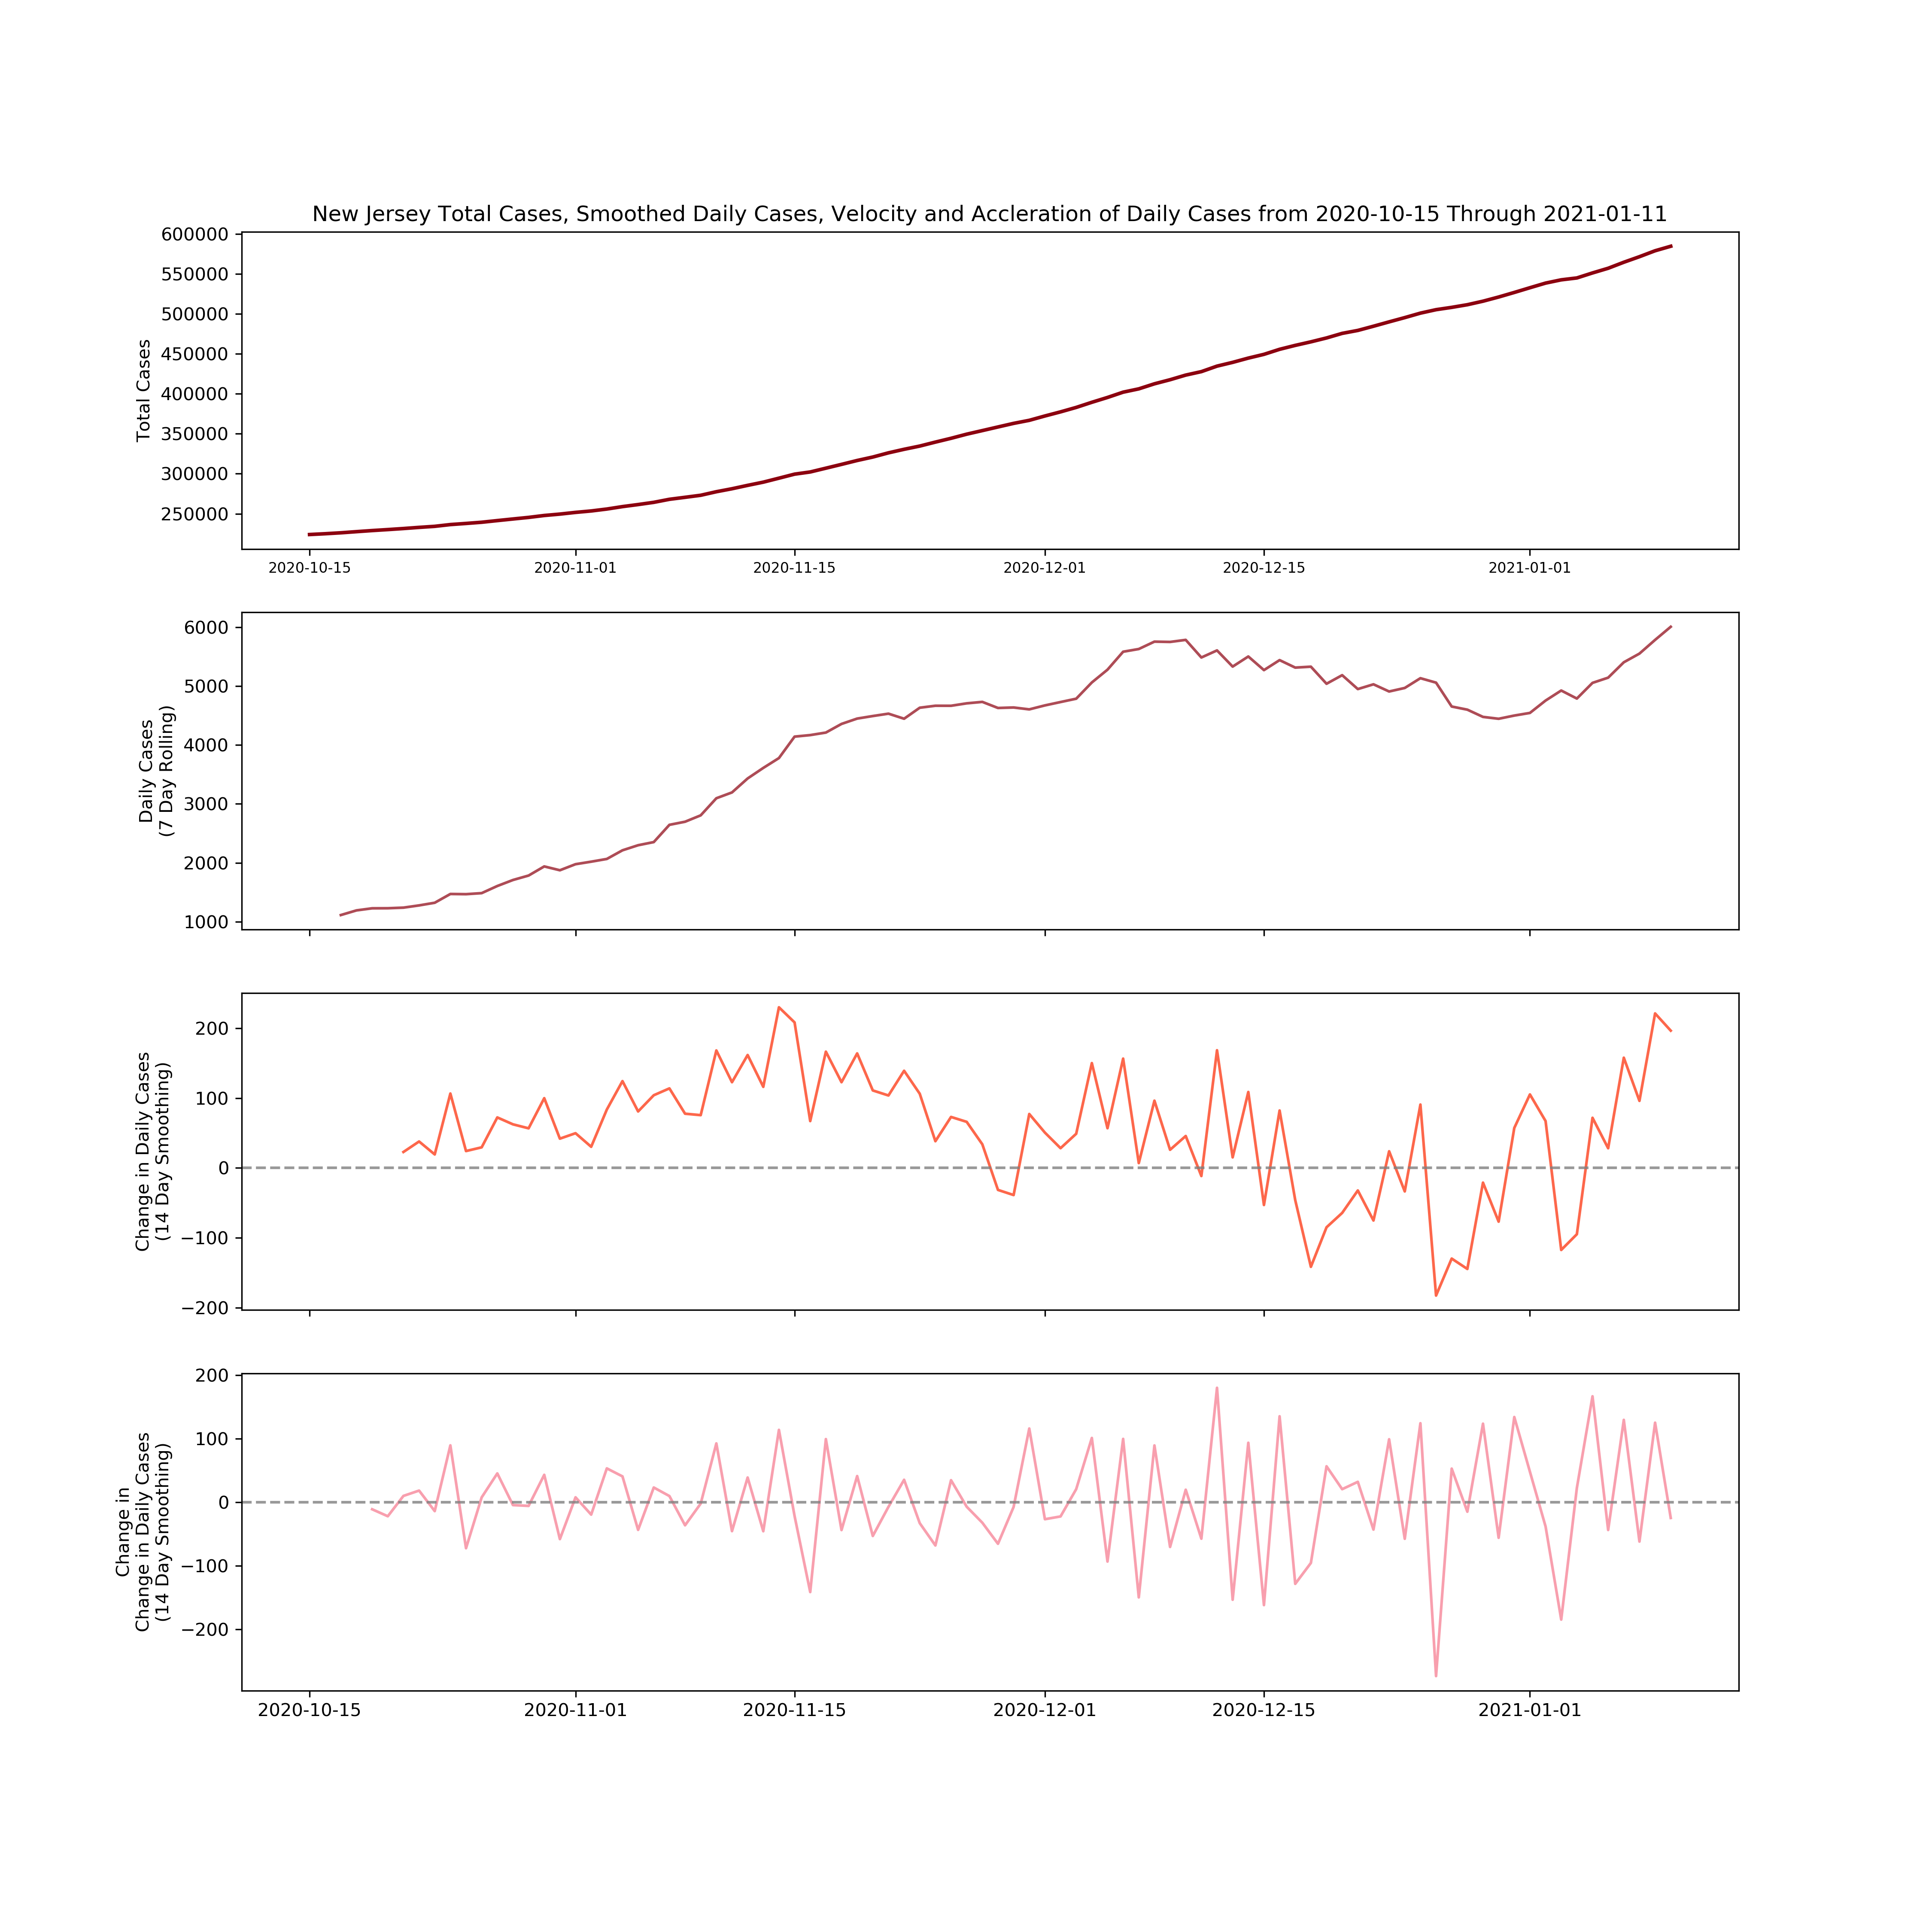 New Jersey Total Cases, Smoothed Daily Cases, Velocity and Accleration of Daily Cases from 2020-10-15 Through 2021-01-11
Total Cases
600000
550000
500000
450000
400000
350000
300000
250000
2020-10-15 2020-11-01 2020-11-15 2020-12-01 2020-12-15 2021-01-01
Daily Cases
(7 Day Rolling)
6000
5000
4000
3000
2000
1000
Change in Daily Cases
(14 Day Smoothing)
200
100
0
−100
−200
Change in
Change in Daily Cases
(14 Day Smoothing)
200
100
0
−100
−200
2020-10-15 2020-11-01 2020-11-15 2020-12-01 2020-12-15 2021-01-01